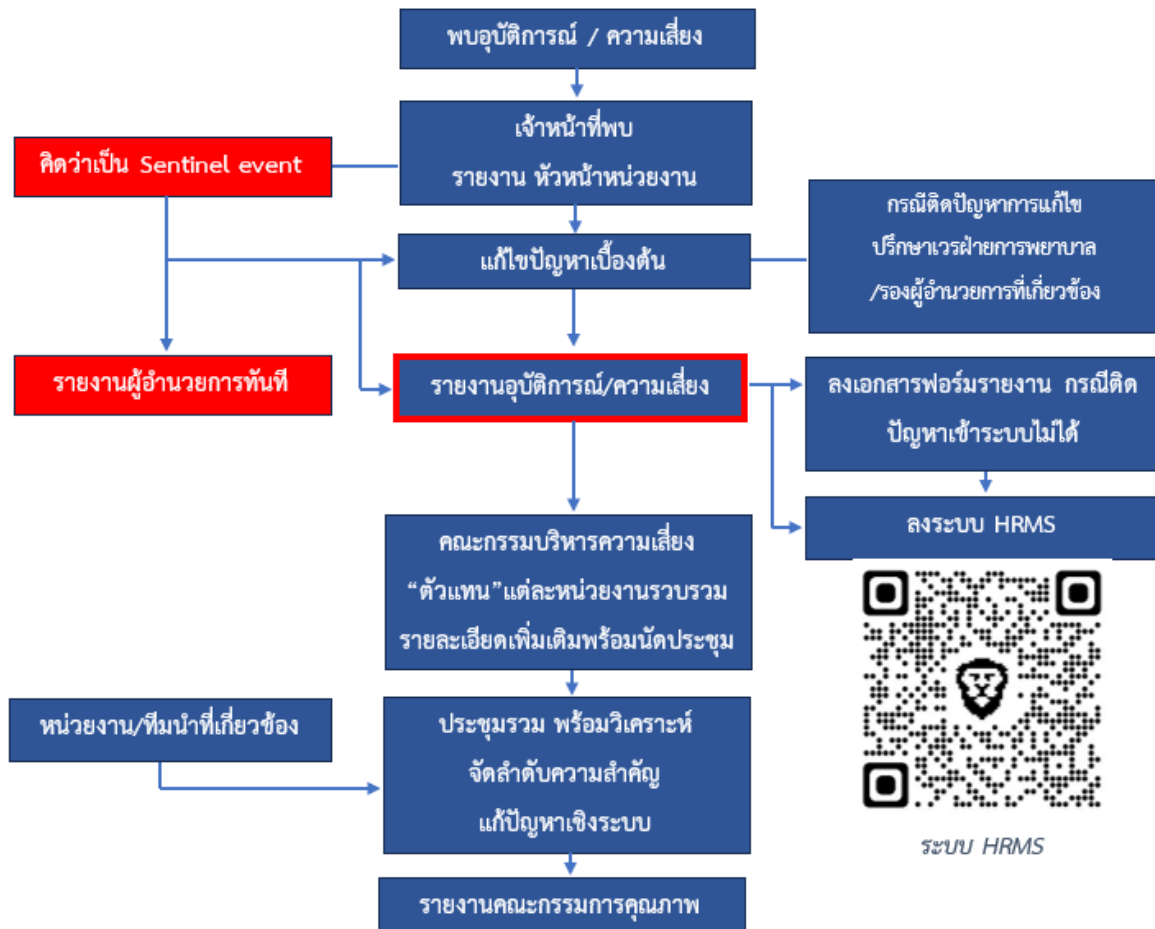 พบอุบัติการณ์ / ความเสี่ยง
เจ้าหน้าที่พบ
รายงาน หัวหน้าหน่วยงาน
คิดว่าเป็น Sentinel event
กรณีติดปัญหาการแก้ไข
ปรึกษาเวรฝ่ายการพยาบาล
/รองผู้อำนวยการที่เกี่ยวข้อง
แก้ไขปัญหาเบื้องต้น
รายงานผู้อำนวยการทันที
รายงานอุบัติการณ์/ความเสี่ยง
ลงเอกสารฟอร์มรายงาน กรณีติด
ปัญหาเข้าระบบไม่ได้
ลงระบบ HRMS
คณะกรรมบริหารความเสี่ยง
“ตัวแทน”แต่ละหน่วยงานรวบรวม
รายละเอียดเพิ่มเติมพร้อมนัดประชุม
หน่วยงาน/ทีมนำที่เกี่ยวข้อง
ประชุมรวม พร้อมวิเคราะห์
จัดลำดับความสำคัญ
แก้ปัญหาเชิงระบบ
ระบบ HRMS
รายงานคณะกรรมการคุณภาพ